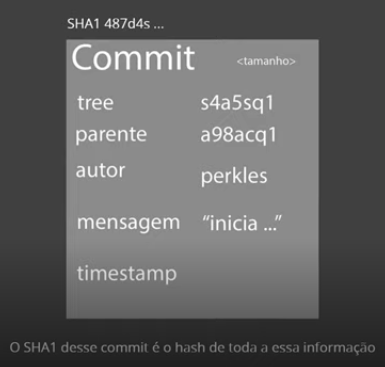 SHA1 487d4s ...
Commit <tamanho>
tree s4a5sq1
parente a98acq1
autor perkles
mensagem “inicia ...”
timestamp
O SHA1 desse commit é o hash de toda a essa informação